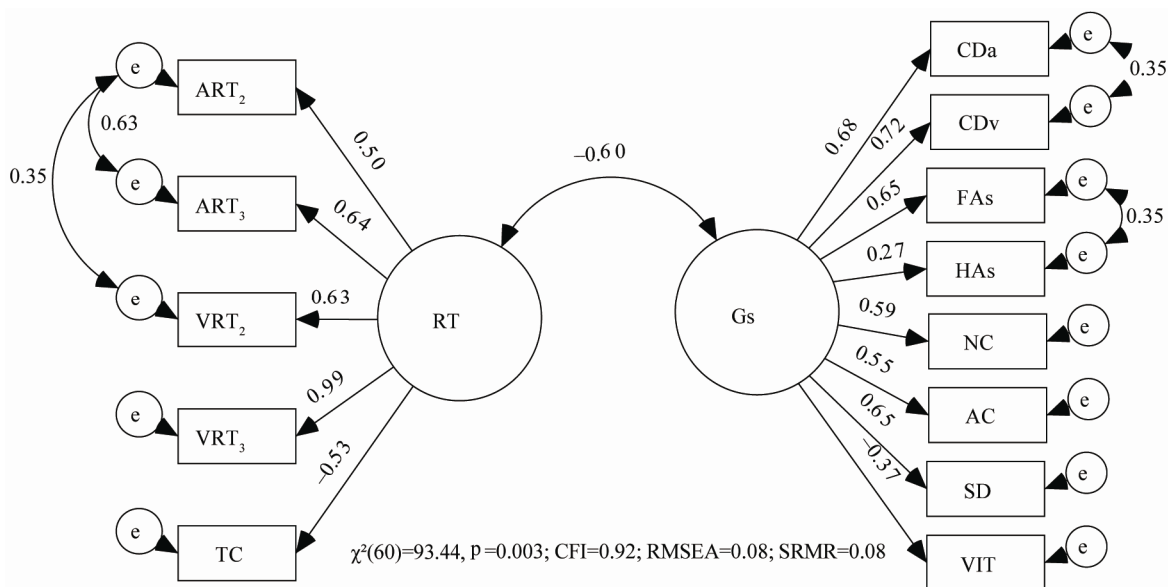 e
ART₂
0.63
0.35
e
ART₃
e
VRT₂
e
VRT₃
e
TC
0.50
0.64
0.63
0.99
–0.53
RT
–0.60
Gs
0.68
0.72
0.65
0.27
0.59
0.55
0.65
–0.37
CDa
e
0.35
CDv
e
FAs
e
0.35
HAs
e
NC
e
AC
e
SD
e
VIT
e
χ²(60)=93.44, p=0.003; CFI=0.92; RMSEA=0.08; SRMR=0.08